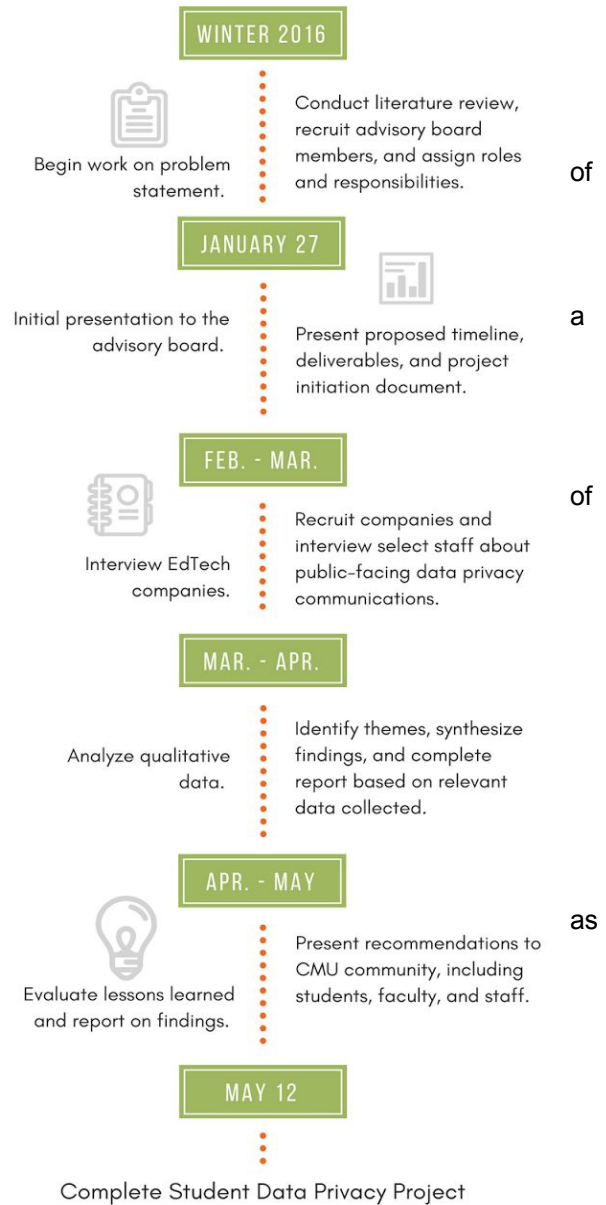 WINTER 2016
Begin work on problem
statement.
Conduct literature review,
recruit advisory board
members, and assign roles
and responsibilities.
of
JANUARY 27
Initial presentation to the
advisory board.
a
Present proposed timeline,
deliverables, and project
initiation document.
FEB. - MAR.
of
Interview EdTech
companies.
Recruit companies and
interview select staff about
public-facing data privacy
communications.
MAR. - APR.
Analyze qualitative
data.
Identify themes, synthesize
findings, and complete
report based on relevant
data collected.
APR. - MAY
as
Evaluate lessons learned
and report on findings.
Present recommendations to
CMU community, including
students, faculty, and staff.
MAY 12
Complete Student Data Privacy Project